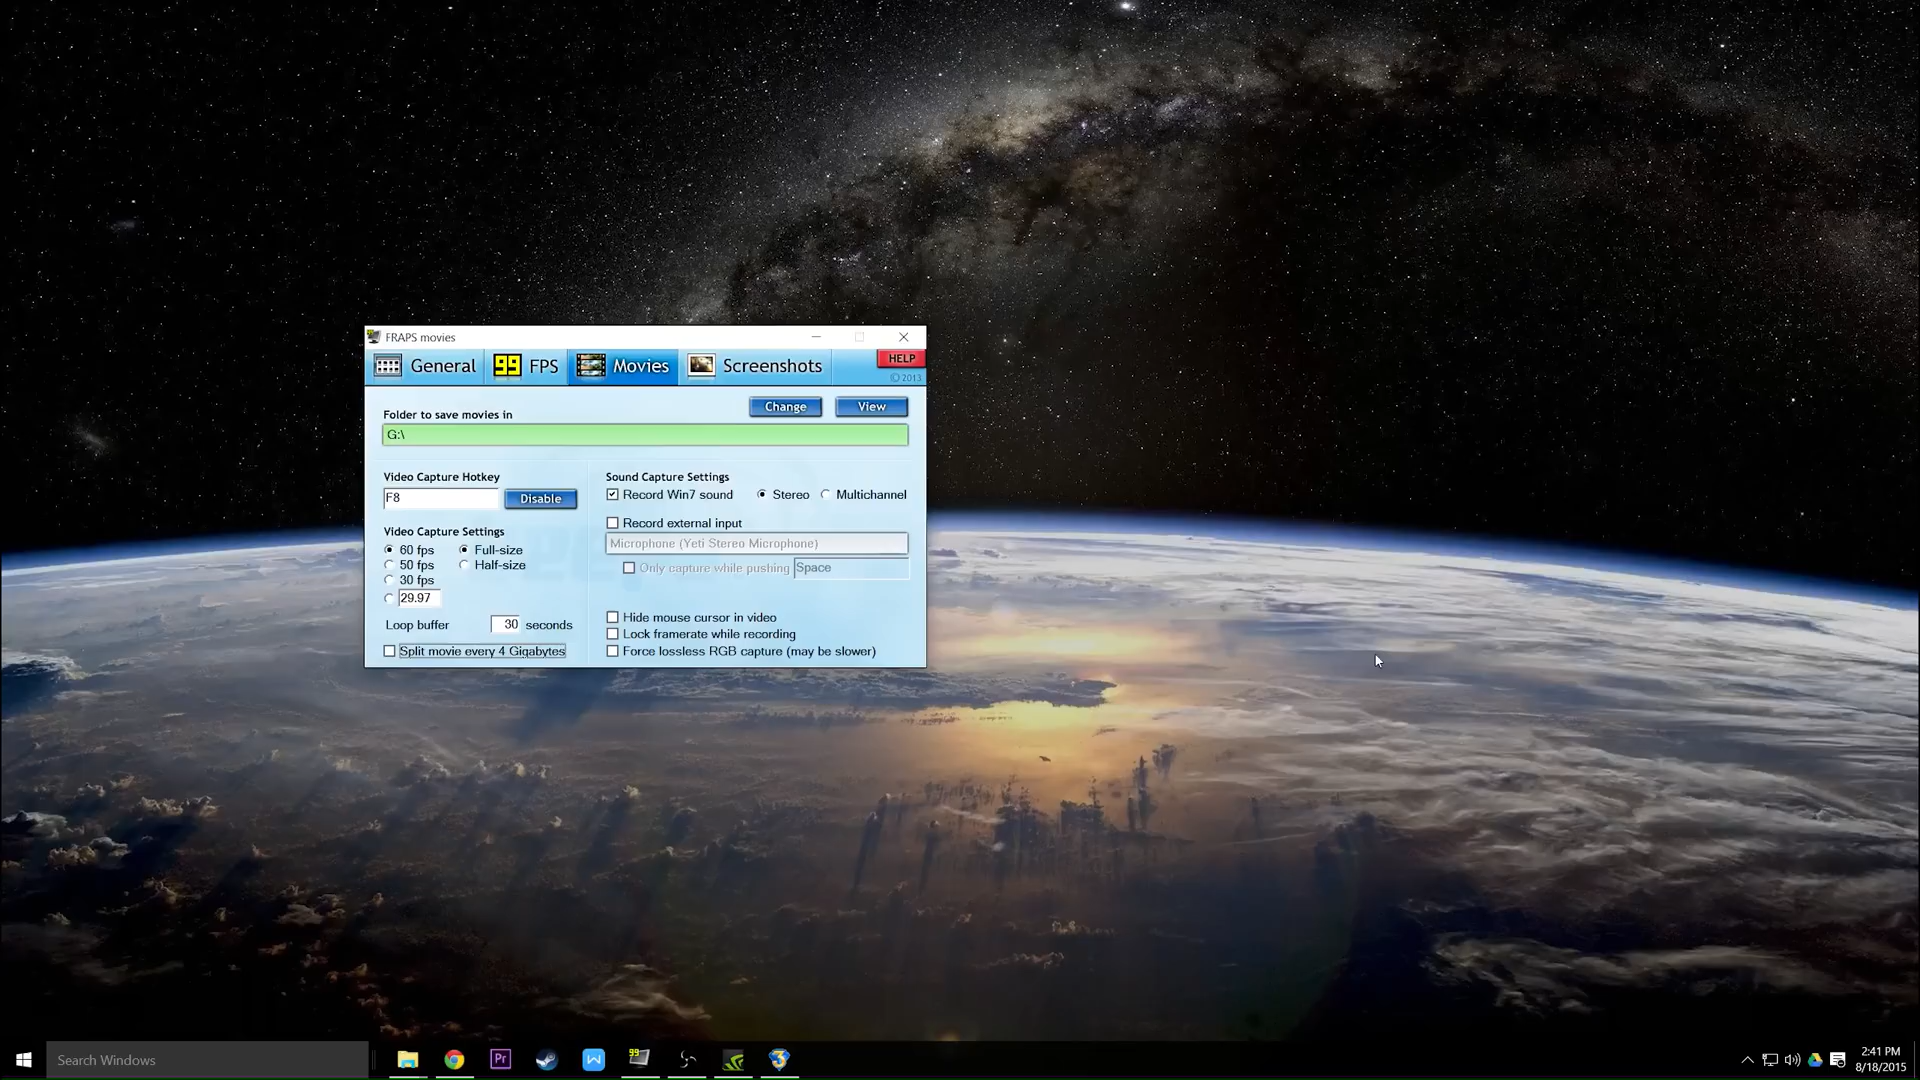 FRAPS movies
General
99 FPS
Movies
Screenshots
HELP
© 2013
Folder to save movies in
Change
View
G:\
Video Capture Hotkey
F8
Disable
Video Capture Settings
60 fps
Full-size
50 fps
Half-size
30 fps
29.97
Loop buffer 30 seconds
Split movie every 4 Gigabytes
Sound Capture Settings
Record Win7 sound
Stereo
Multichannel
Record external input
Microphone (Yeti Stereo Microphone)
Only capture while pushing Space
Hide mouse cursor in video
Lock framerate while recording
Force lossless RGB capture (may be slower)
Search Windows
Pr
W
99
3
2:41 PM
8/18/2015